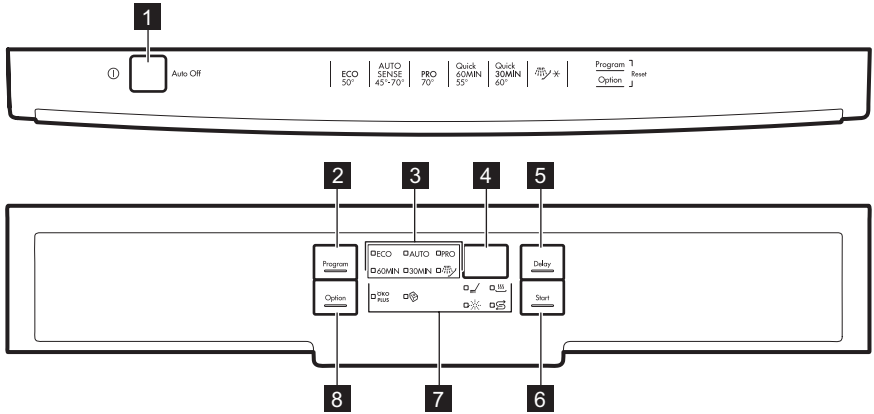 1
Auto Off
ECO
50°
AUTO
SENSE
45°-70°
PRO
70°
Quick
60MIN
55°
Quick
30MIN
60°
Program
Option
Reset
2
3
4
5
Program
ECO
AUTO
PRO
60MIN
30MIN
Delay
Option
ÖKO
PLUS
Start
8
7
6